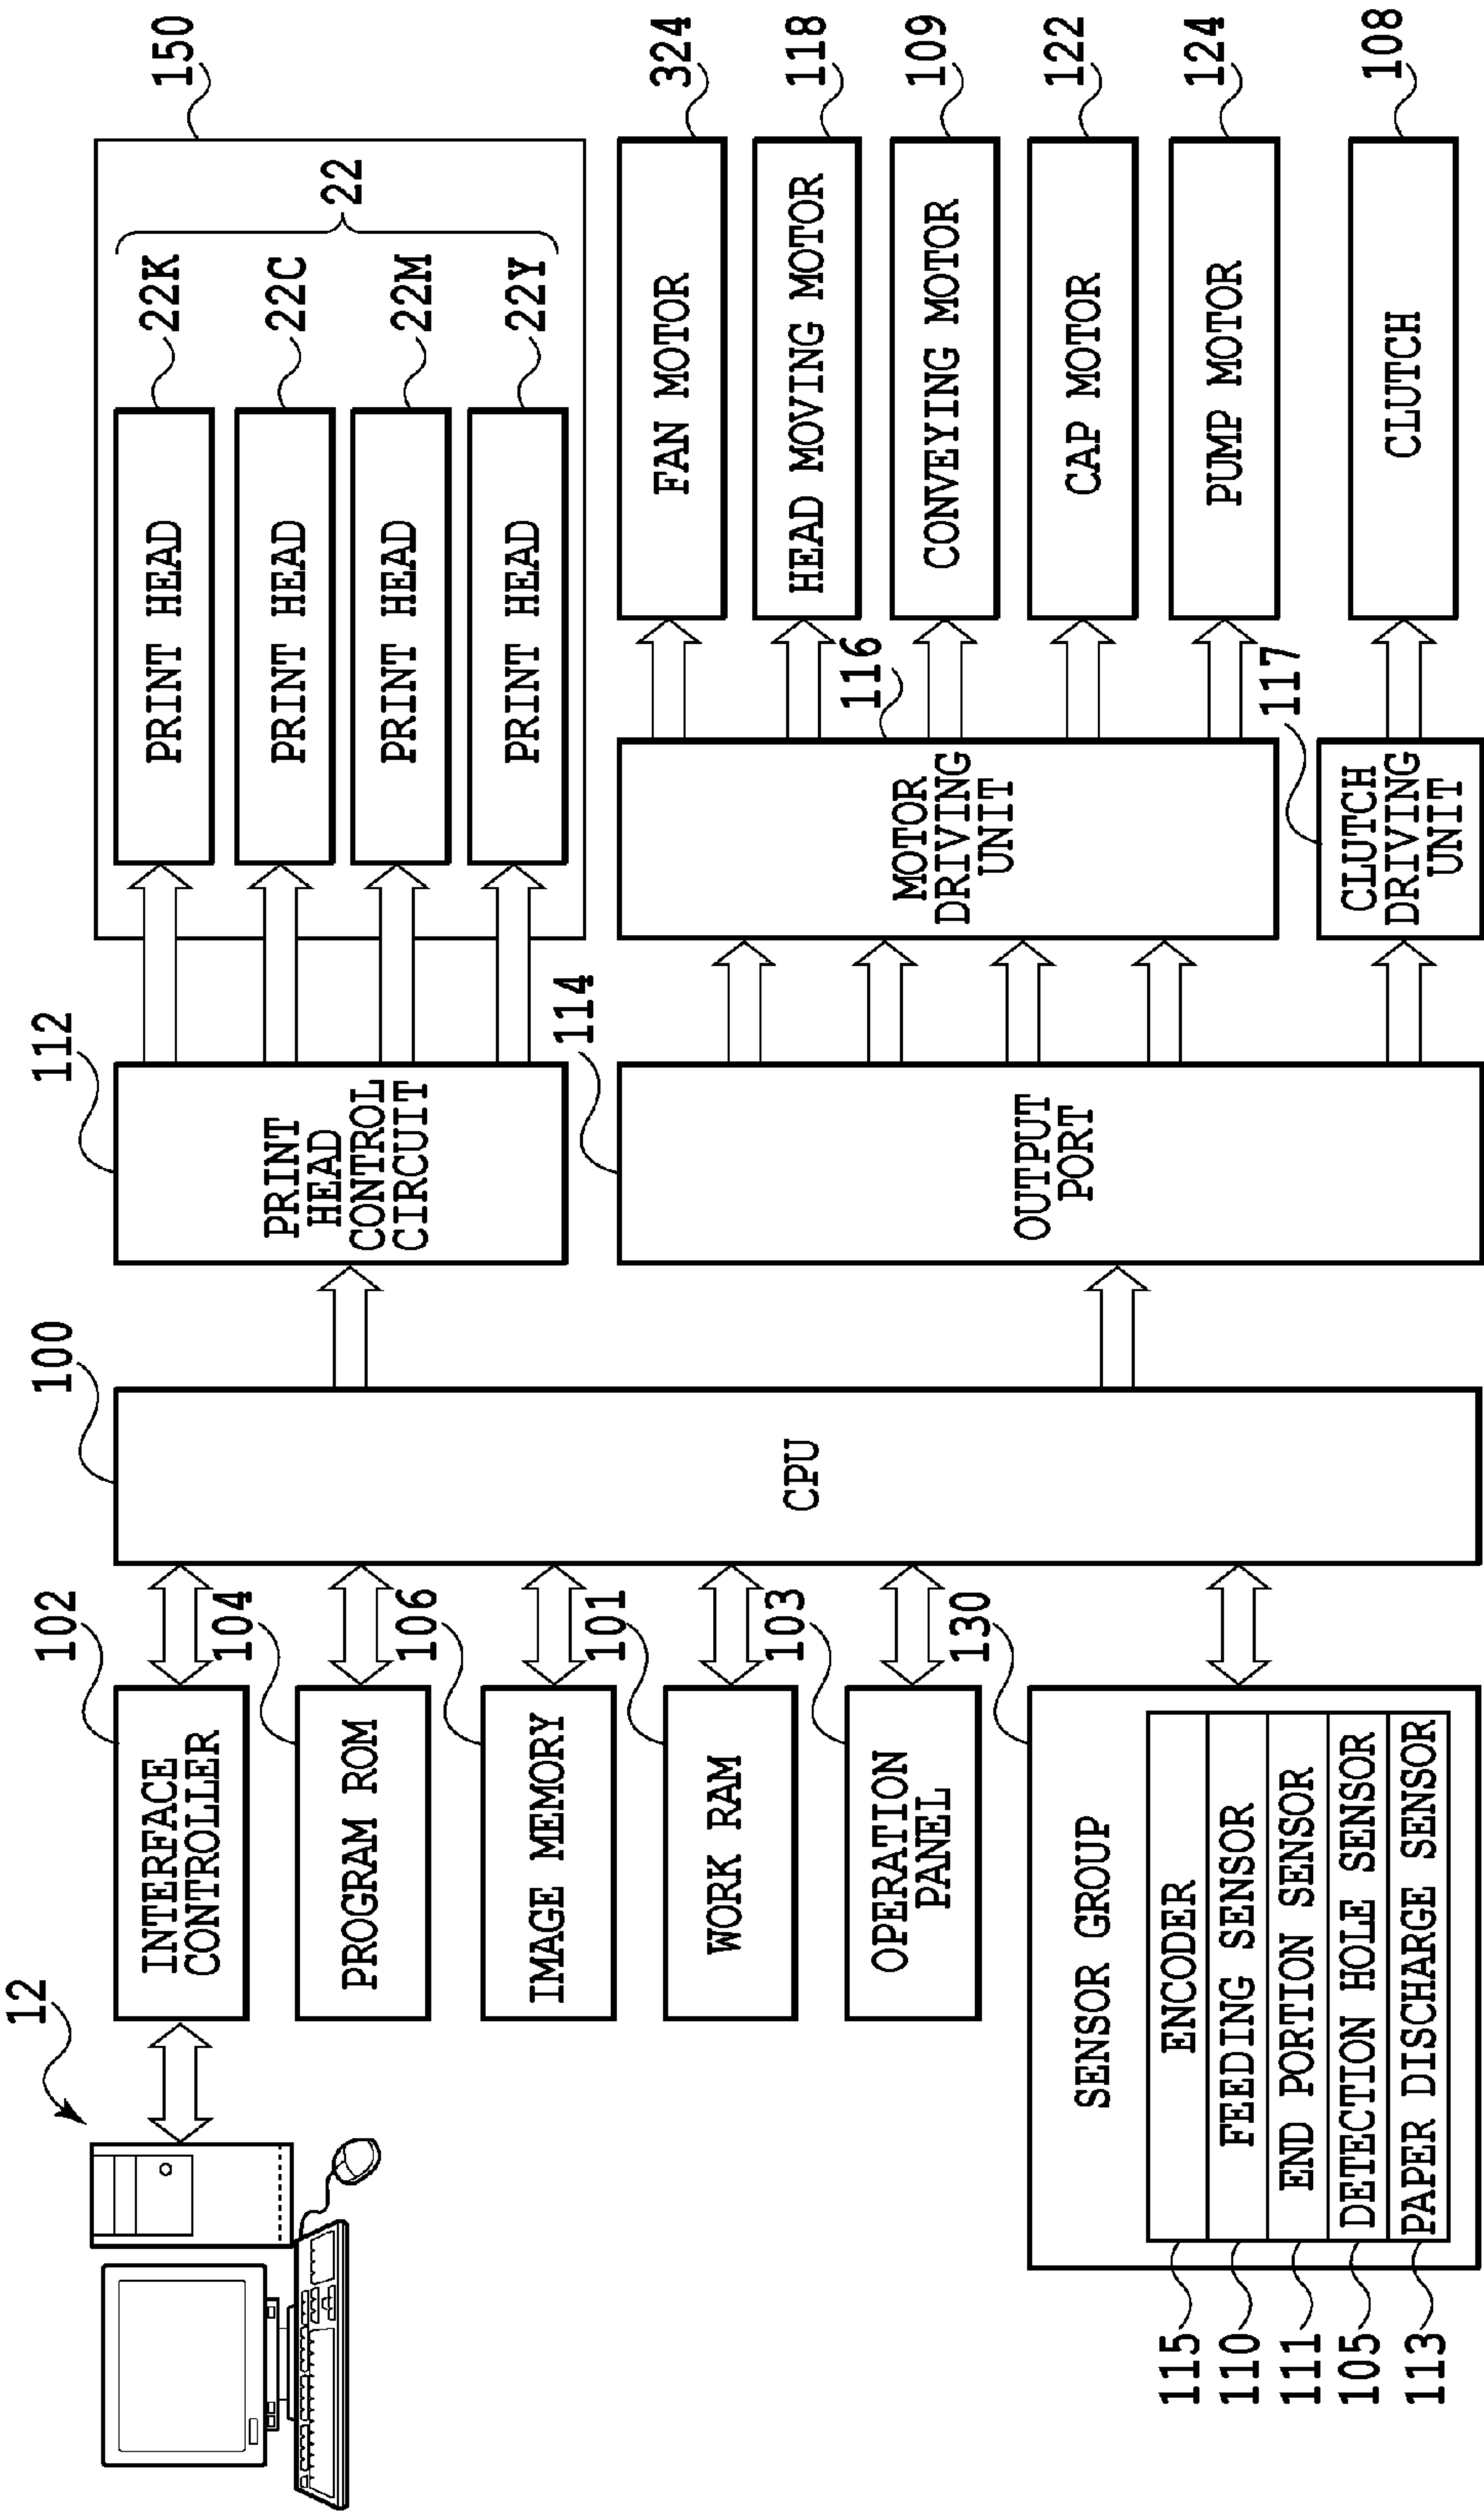 12
102
INTERFACE
CONTROLLER
104
PROGRAM ROM
106
IMAGE MEMORY
101
WORK RAM
103
OPERATION
PANEL
130
SENSOR GROUP
115
ENCODER
110
FEEDING SENSOR
111
END PORTION SENSOR
105
DETECTION HOLE SENSOR
113
PAPER DISCHARGE SENSOR
100
CPU
112
PRINT
HEAD
CONTROL
CIRCUIT
114
OUTPUT
PORT
150
22
22K
PRINT HEAD
22C
PRINT HEAD
22M
PRINT HEAD
22Y
PRINT HEAD
116
MOTOR
DRIVING
UNIT
117
CLUTCH
DRIVING
UNIT
FAN MOTOR
324
HEAD MOVING MOTOR
118
CONVEYING MOTOR
109
CAP MOTOR
122
PUMP MOTOR
124
CLUTCH
108